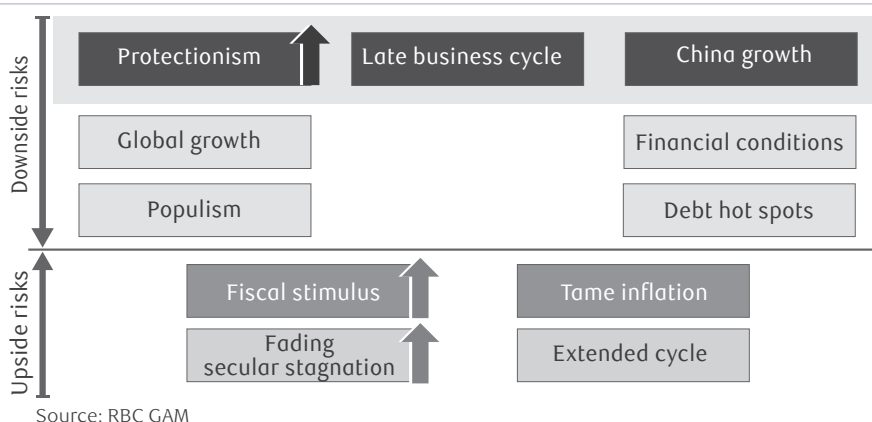 Downside risks
Protectionism
Late business cycle
China growth
Global growth
Financial conditions
Populism
Debt hot spots
Upside risks
Fiscal stimulus
Tame inflation
Fading
secular stagnation
Extended cycle
Source: RBC GAM